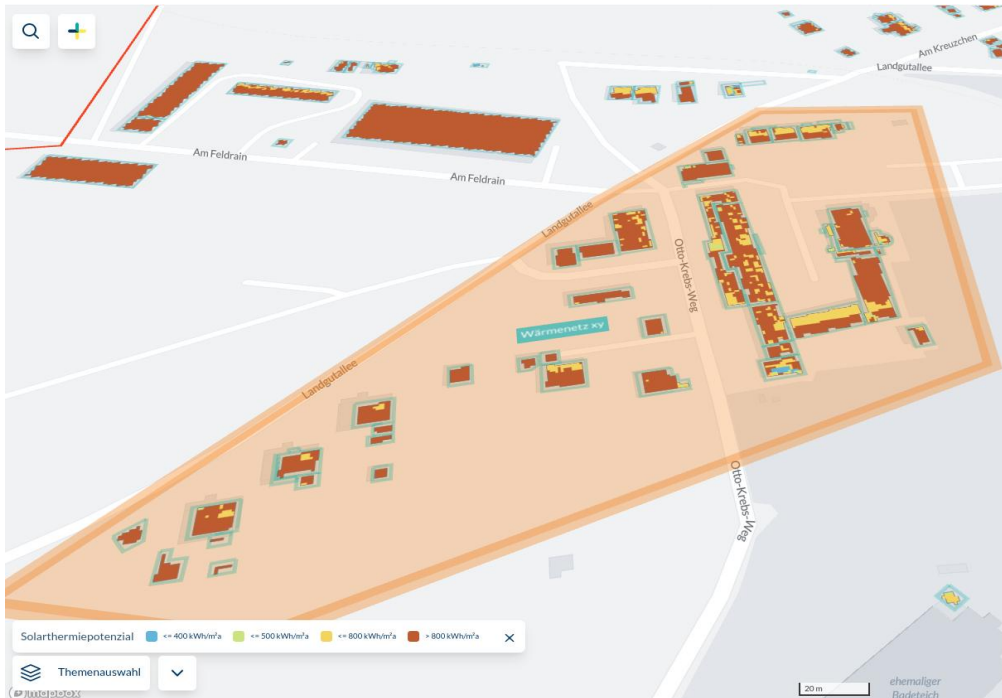 Am Kreuzchen
Landgutallee
Am Feldrain
Am Feldrain
Landgutallee
Otto-Krebs-Weg
Wärmenetz xy
Landgutallee
Otto-Krebs-Weg
Solarthermiepotenzial
<= 400 kWh/m²a
<= 500 kWh/m²a
<= 800 kWh/m²a
> 800 kWh/m²a
Themenauswahl
mapbox
20 m
ehemaliger
Badeteich